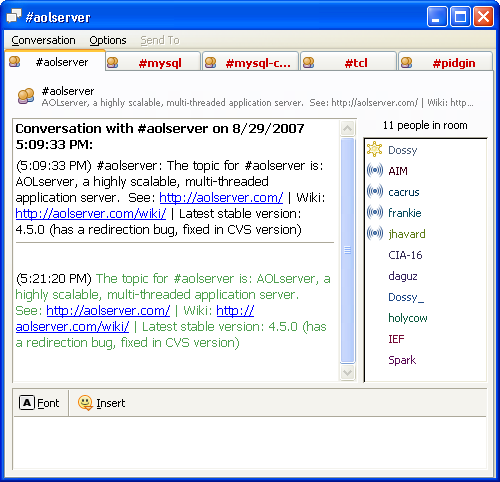 #aolserver
Conversation Options Send To
#aolserver #mysql #mysql-c... #tcl #pidgin
#aolserver
AOLserver, a highly scalable, multi-threaded application server.  See: http://aolserver.com/ | Wiki: http:/...
11 people in room
Conversation with #aolserver on 8/29/2007
5:09:33 PM:
(5:09:33 PM) #aolserver: The topic for #aolserver is:
AOLserver, a highly scalable, multi-threaded
application server.  See: http://aolserver.com/ | Wiki:
http://aolserver.com/wiki/ | Latest stable version:
4.5.0 (has a redirection bug, fixed in CVS version)
(5:21:20 PM) The topic for #aolserver is: AOLserver, a
highly scalable, multi-threaded application server.
See: http://aolserver.com/ | Wiki: http://
aolserver.com/wiki/ | Latest stable version: 4.5.0 (has
a redirection bug, fixed in CVS version)
Dossy
AIM
cacrus
frankie
jhavard
CIA-16
daguz
Dossy_
holycow
IEF
Spark
A Font Insert